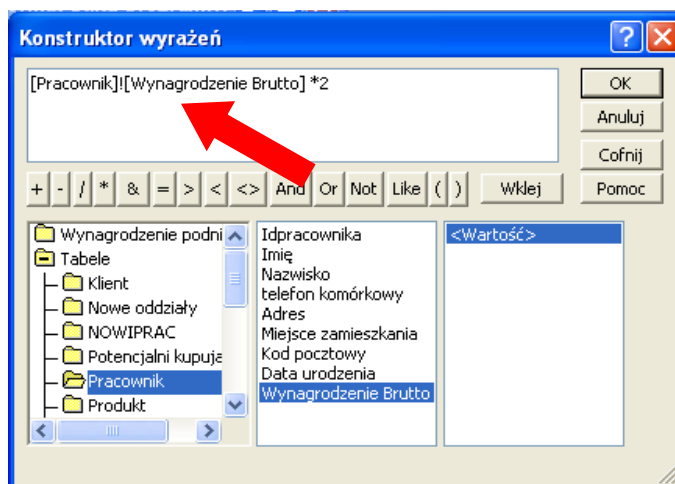 Konstruktor wyrażeń
[Pracownik]![Wynagrodzenie Brutto] *2
OK
Anuluj
Cofnij
+ - / * & = > < <> And Or Not Like ( ) Wklej Pomoc
Wynagrodzenie podni
Tabele
Klient
Nowe oddziały
NOWIPRAC
Potencjalni kupuja
Pracownik
Produkt
Idpracownika
Imię
Nazwisko
telefon komórkowy
Adres
Miejsce zamieszkania
Kod pocztowy
Data urodzenia
Wynagrodzenie Brutto
<Wartość>